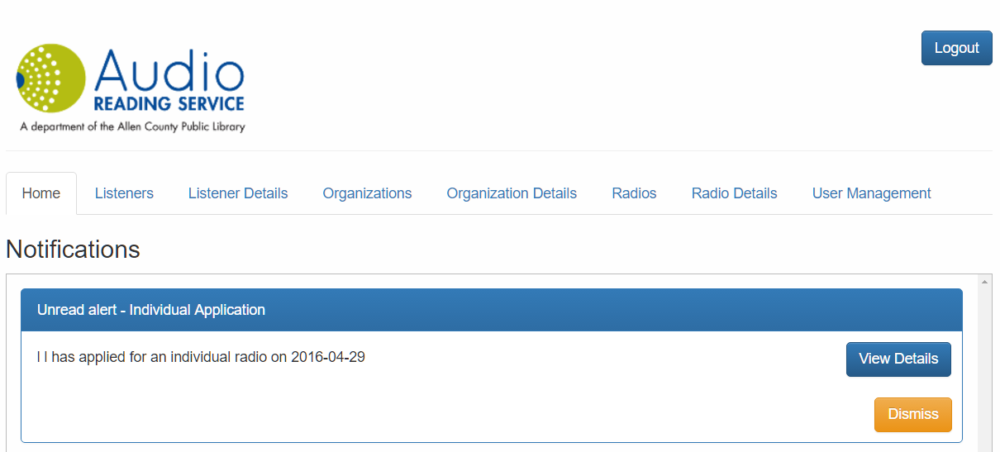 Logout
Audio
READING SERVICE
A department of the Allen County Public Library
Home Listeners Listener Details Organizations Organization Details Radios Radio Details User Management
Notifications
Unread alert - Individual Application
I I has applied for an individual radio on 2016-04-29
View Details
Dismiss